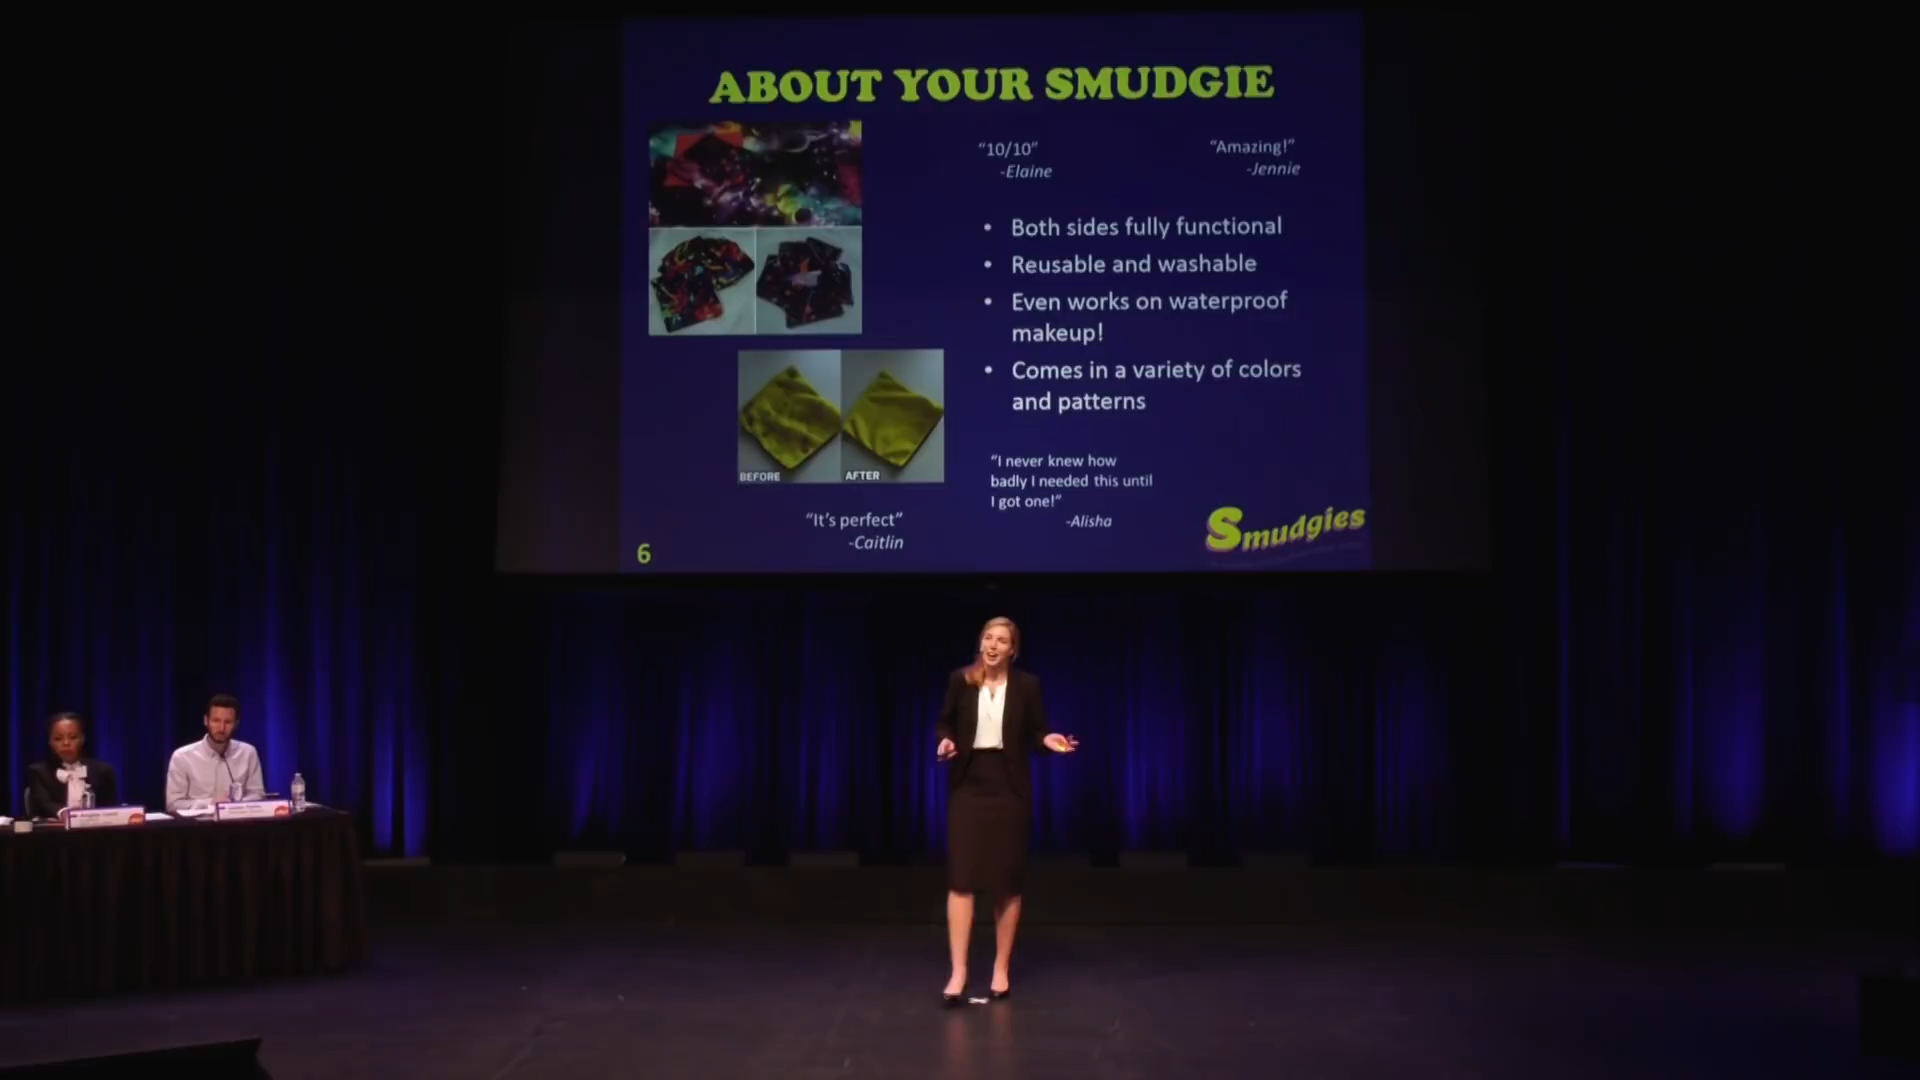 ABOUT YOUR SMUDGIE
“10/10”
-Elaine
“Amazing!”
-Jennie
• Both sides fully functional
• Reusable and washable
• Even works on waterproof
makeup!
• Comes in a variety of colors
and patterns
BEFORE
AFTER
“I never knew how
badly I needed this until
I got one!”
-Alisha
“It’s perfect”
-Caitlin
Smudgies
6